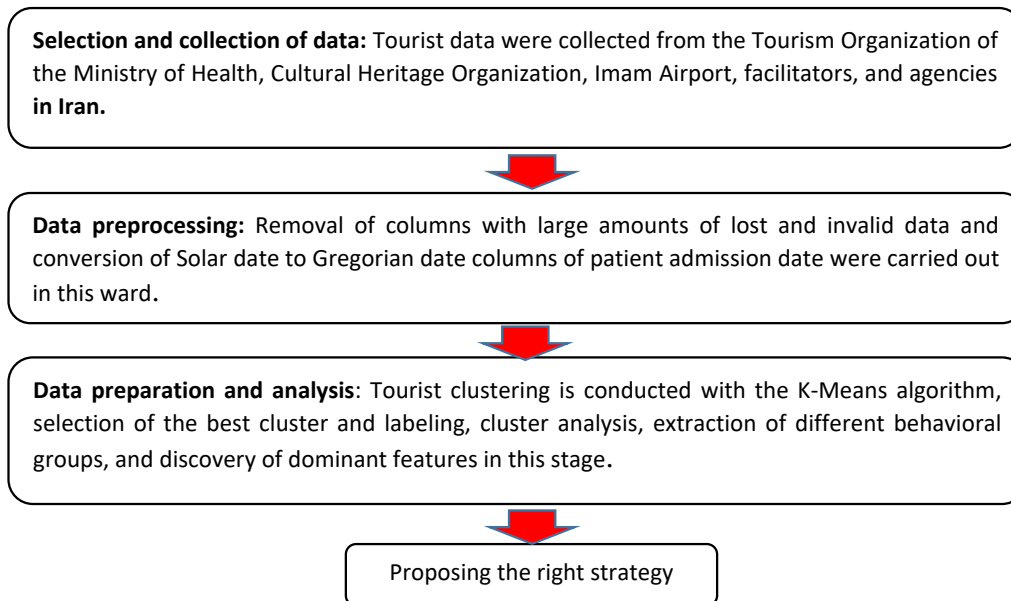 Selection and collection of data: Tourist data were collected from the Tourism Organization of
the Ministry of Health, Cultural Heritage Organization, Imam Airport, facilitators, and agencies
in Iran.
Data preprocessing: Removal of columns with large amounts of lost and invalid data and
conversion of Solar date to Gregorian date columns of patient admission date were carried out
in this ward.
Data preparation and analysis: Tourist clustering is conducted with the K-Means algorithm,
selection of the best cluster and labeling, cluster analysis, extraction of different behavioral
groups, and discovery of dominant features in this stage.
Proposing the right strategy